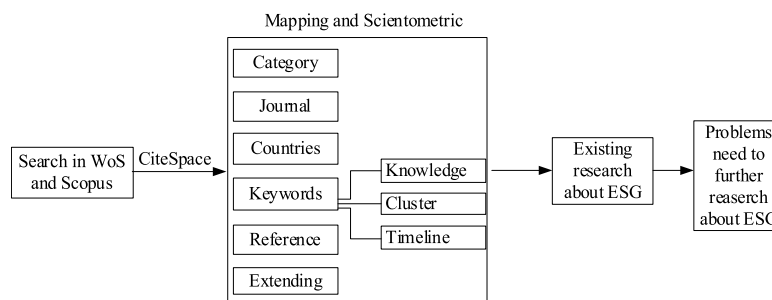 Mapping and Scientometric
Search in WoS
and Scopus
CiteSpace
Category
Journal
Countries
Keywords
Reference
Extending
Knowledge
Cluster
Timeline
Existing
research
about ESG
Problems
need to
further
reaserch
about ESG